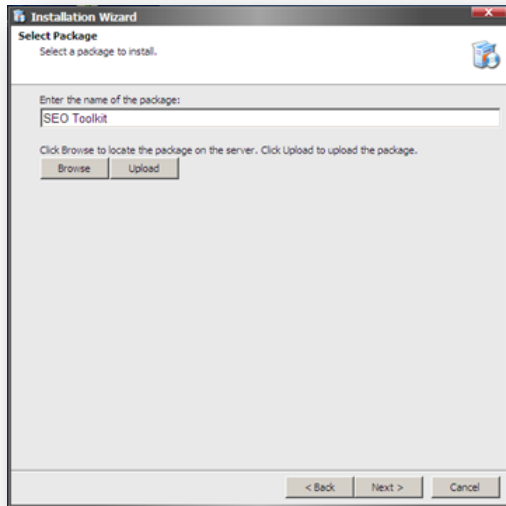 Installation Wizard
Select Package
Select a package to install.
Enter the name of the package:
SEO Toolkit
Click Browse to locate the package on the server. Click Upload to upload the package.
Browse Upload
< Back Next > Cancel